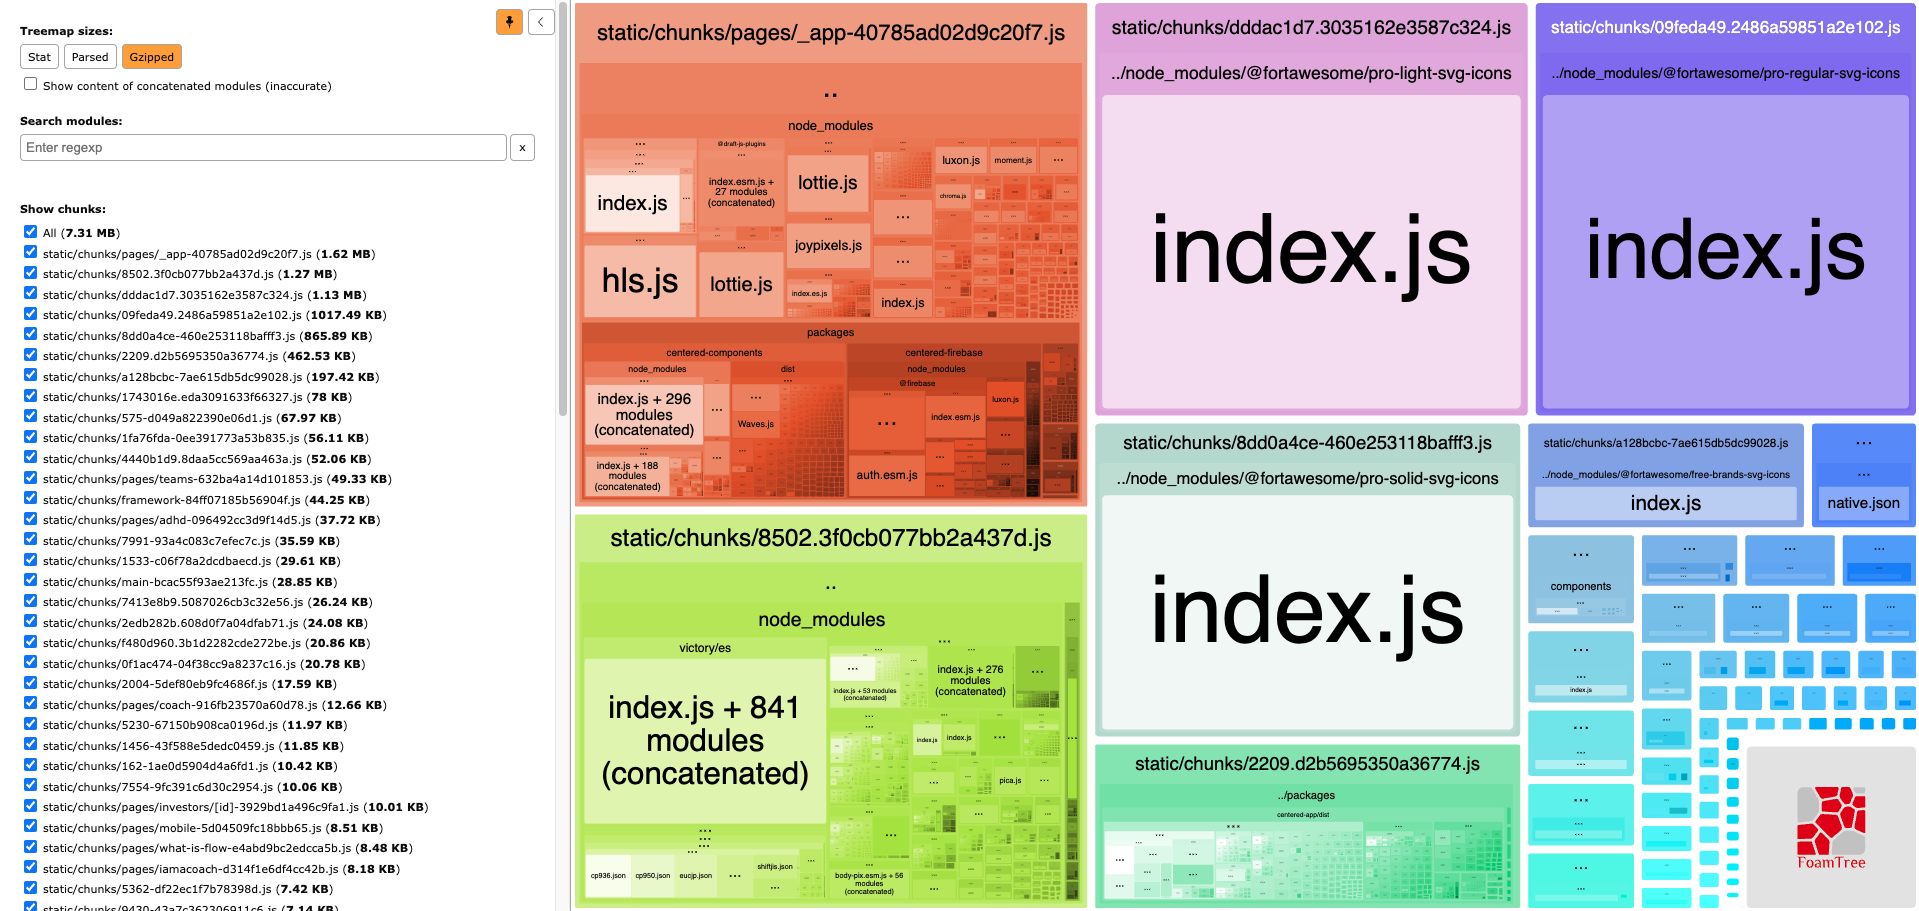 Treemap sizes:
Stat
Parsed
Gzipped
Show content of concatenated modules (inaccurate)
Search modules:
Enter regexp
x
Show chunks:
All (7.31 MB)
static/chunks/pages/_app-40785ad02d9c20f7.js (1.62 MB)
static/chunks/8502.3f0cb077bb2a437d.js (1.27 MB)
static/chunks/dddac1d7.3035162e3587c324.js (1.13 MB)
static/chunks/09feda49.2486a59851a2e102.js (1017.49 KB)
static/chunks/8dd0a4ce-460e253118bafff3.js (865.89 KB)
static/chunks/2209.d2b5695350a36774.js (462.53 KB)
static/chunks/a128bcbc-7ae615db5dc99028.js (197.42 KB)
static/chunks/1743016e.eda3091633f66327.js (78 KB)
static/chunks/575-d049a822390e06d1.js (67.97 KB)
static/chunks/1fa76fda-0ee391773a53b835.js (56.11 KB)
static/chunks/4440b1d9.8daa5cc569aa463a.js (52.06 KB)
static/chunks/pages/teams-632ba4a14d101853.js (49.33 KB)
static/chunks/framework-84ff07185b56904f.js (44.25 KB)
static/chunks/pages/adhd-096492cc3d9f14d5.js (37.72 KB)
static/chunks/7991-93a4c083c7efec7c.js (35.59 KB)
static/chunks/1533-c06f78a2dcdbaecd.js (29.61 KB)
static/chunks/main-bcac55f93ae213fc.js (28.85 KB)
static/chunks/7413e8b9.5087026cb3c32e56.js (26.24 KB)
static/chunks/2edb282b.608d0f7a04dfab71.js (24.08 KB)
static/chunks/f480d960.3b1d2282cde272be.js (20.86 KB)
static/chunks/0f1ac474-04f38cc9a8237c16.js (20.78 KB)
static/chunks/2004-5def80eb9fc4686f.js (17.59 KB)
static/chunks/pages/coach-916fb23570a60d78.js (12.66 KB)
static/chunks/5230-67150b908ca0196d.js (11.97 KB)
static/chunks/1456-43f588e5dedc0459.js (11.85 KB)
static/chunks/162-1ae0d5904d4a6fd1.js (10.42 KB)
static/chunks/7554-9fc391c6d30c2954.js (10.06 KB)
static/chunks/pages/investors/[id]-3929bd1a496c9fa1.js (10.01 KB)
static/chunks/pages/mobile-5d04509fc18bbb65.js (8.51 KB)
static/chunks/pages/what-is-flow-e4abd9bc2edcca5b.js (8.48 KB)
static/chunks/pages/iamacoach-d314f1e6df4cc42b.js (8.18 KB)
static/chunks/5362-df22ec1f7b78398d.js (7.42 KB)
static/chunks/9430-43a7c362306911c6.js (7.14 KB)
static/chunks/pages/_app-40785ad02d9c20f7.js
..
node_modules
index.js
hls.js
@draft-js-plugins
index.esm.js +
27 modules
(concatenated)
lottie.js
lottie.js
joypixels.js
index.es.js
index.js
luxon.js
moment.js
chroma.js
packages
centered-components
node_modules
index.js + 296
modules
(concatenated)
index.js + 188
modules
(concatenated)
dist
Waves.js
centered-firebase
node_modules
@firebase
index.esm.js
auth.esm.js
luxon.js
static/chunks/8502.3f0cb077bb2a437d.js
..
node_modules
victory/es
index.js + 841
modules
(concatenated)
cp936.json
cp950.json
eucjp.json
shiftjis.json
index.js + 53 modules
(concatenated)
index.js + 276
modules
(concatenated)
index.js
index.js
pica.js
body-pix.esm.js + 56
modules
(concatenated)
static/chunks/dddac1d7.3035162e3587c324.js
../node_modules/@fortawesome/pro-light-svg-icons
index.js
static/chunks/09feda49.2486a59851a2e102.js
../node_modules/@fortawesome/pro-regular-svg-icons
index.js
static/chunks/8dd0a4ce-460e253118bafff3.js
../node_modules/@fortawesome/pro-solid-svg-icons
index.js
static/chunks/2209.d2b5695350a36774.js
../packages
centered-app/dist
static/chunks/a128bcbc-7ae615db5dc99028.js
../node_modules/@fortawesome/free-brands-svg-icons
index.js
native.json
components
index.js
FoamTree